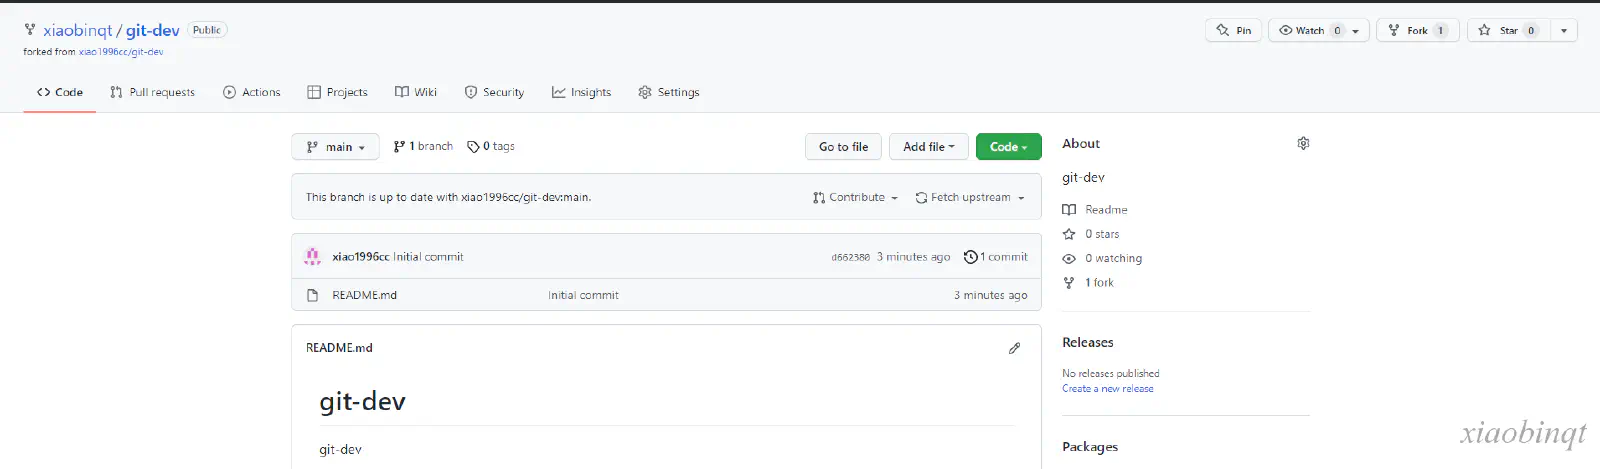 xiaobinqt / git-dev Public
Pin Watch 0 Fork 1 Star 0
forked from xiao1996cc/git-dev
Code Pull requests Actions Projects Wiki Security Insights Settings
main 1 branch 0 tags Go to file Add file Code
This branch is up to date with xiao1996cc/git-dev:main. Contribute Fetch upstream
xiao1996cc Initial commit d662380 3 minutes ago 1 commit
README.md Initial commit 3 minutes ago
README.md
git-dev
git-dev
About
git-dev
Readme
0 stars
0 watching
1 fork
Releases
No releases published
Create a new release
Packages
xiaobinqt